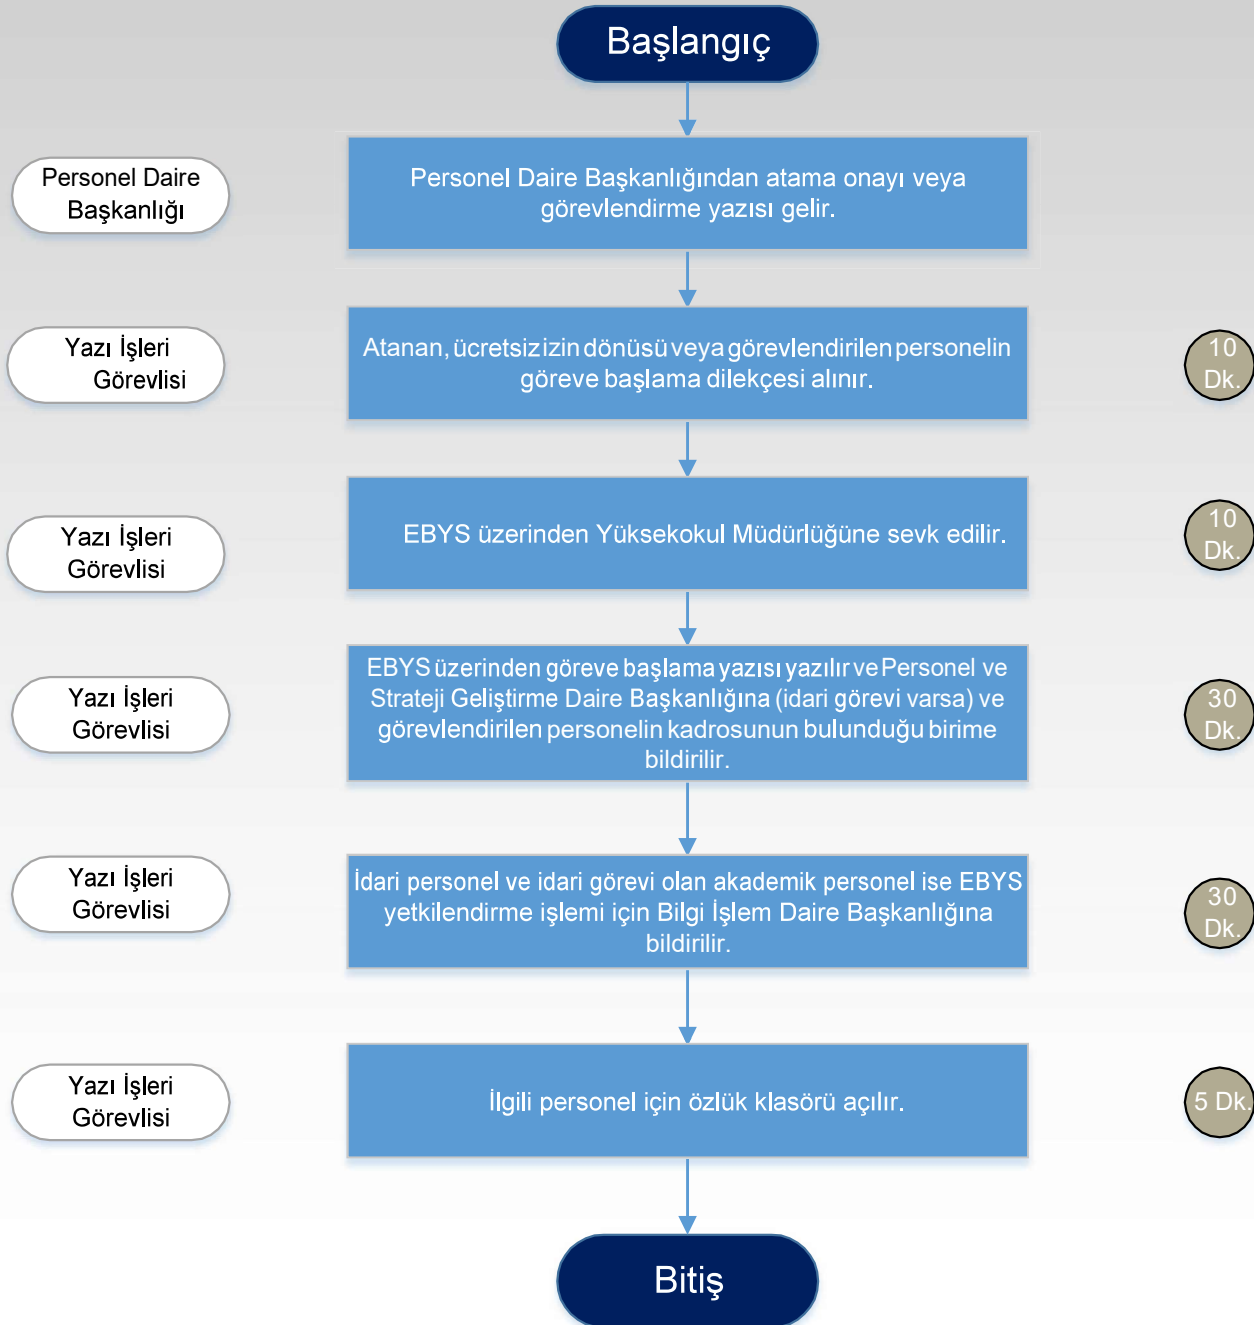 Başlangıç
Personel Daire
Başkanlığı
Personel Daire Başkanlığından atama onayı veya
görevlendirme yazısı gelir.
Yazı İşleri
Görevlisi
Atanan, ücretsiz izin dönüsü veya görevlendirilen personelin
göreve başlama dilekçesi alınır.
10
Dk.
Yazı İşleri
Görevlisi
EBYS üzerinden Yüksekokul Müdürlüğüne sevk edilir.
10
Dk.
Yazı İşleri
Görevlisi
EBYS üzerinden göreve başlama yazısı yazılır ve Personel ve
Strateji Geliştirme Daire Başkanlığına (idari görevi varsa) ve
görevlendirilen personelin kadrosunun bulunduğu birime
bildirilir.
30
Dk.
Yazı İşleri
Görevlisi
İdari personel ve idari görevi olan akademik personel ise EBYS
yetkilendirme işlemi için Bilgi İşlem Daire Başkanlığına
bildirilir.
30
Dk.
Yazı İşleri
Görevlisi
İlgili personel için özlük klasörü açılır.
5 Dk.
Bitiş